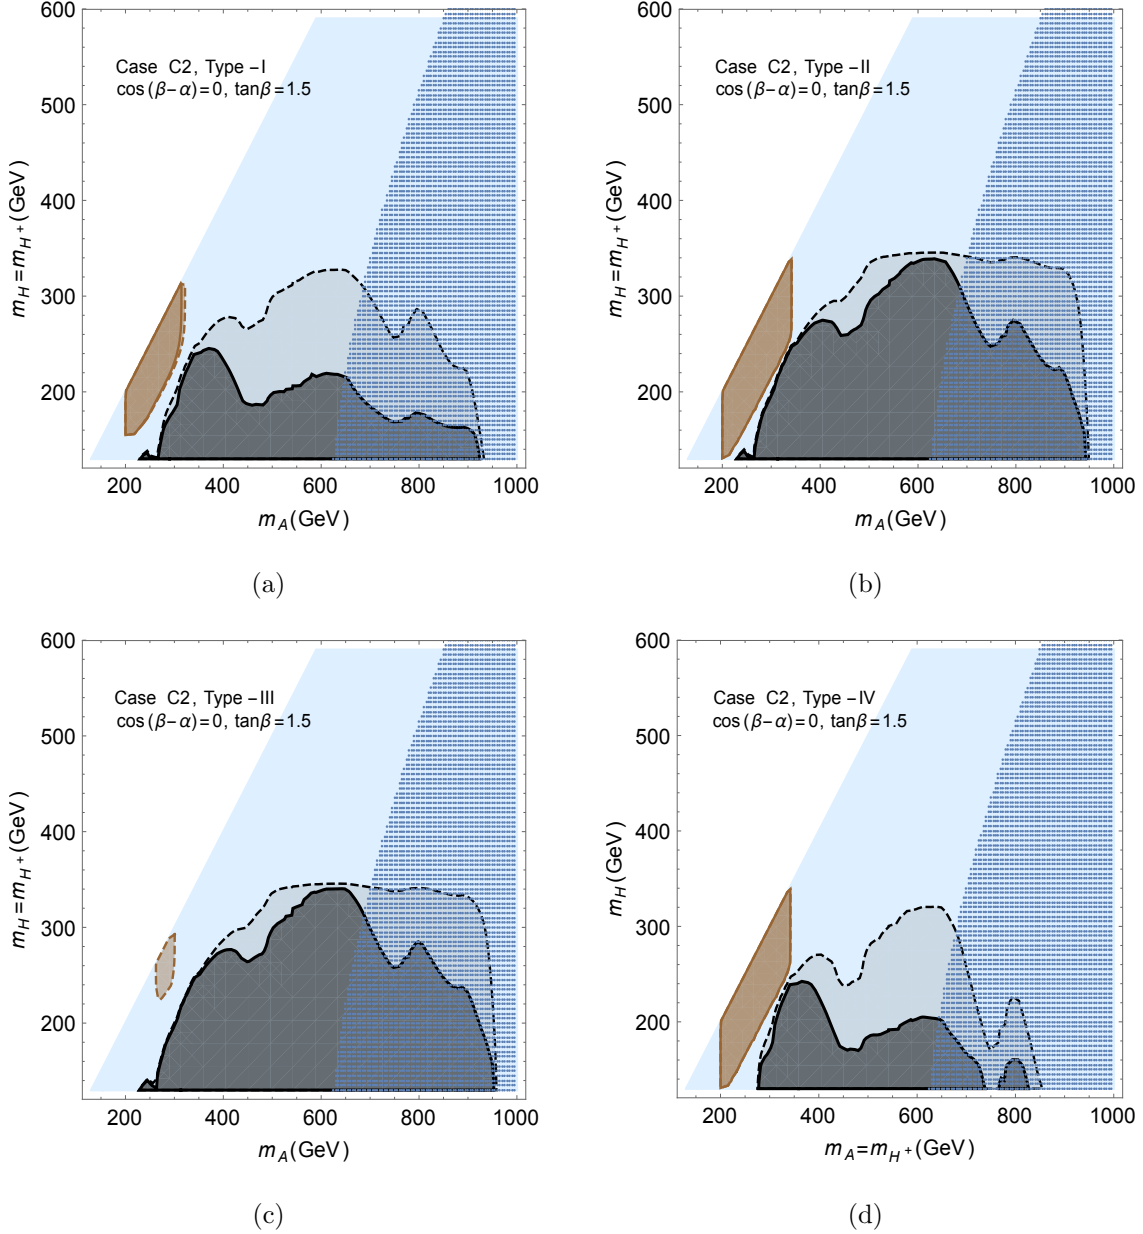 Case C2, Type −I
cos(β−α)=0, tanβ=1.5
600
500
400
300
200
200 400 600 800 1000
m_H = m_{H^+} (GeV)
m_A (GeV)
(a)
Case C2, Type −II
cos(β−α)=0, tanβ=1.5
600
500
400
300
200
200 400 600 800 1000
m_H = m_{H^+} (GeV)
m_A (GeV)
(b)
Case C2, Type −III
cos(β−α)=0, tanβ=1.5
600
500
400
300
200
200 400 600 800 1000
m_H = m_{H^+} (GeV)
m_A (GeV)
(c)
Case C2, Type −IV
cos(β−α)=0, tanβ=1.5
600
500
400
300
200
200 400 600 800 1000
m_H (GeV)
m_A = m_{H^+} (GeV)
(d)